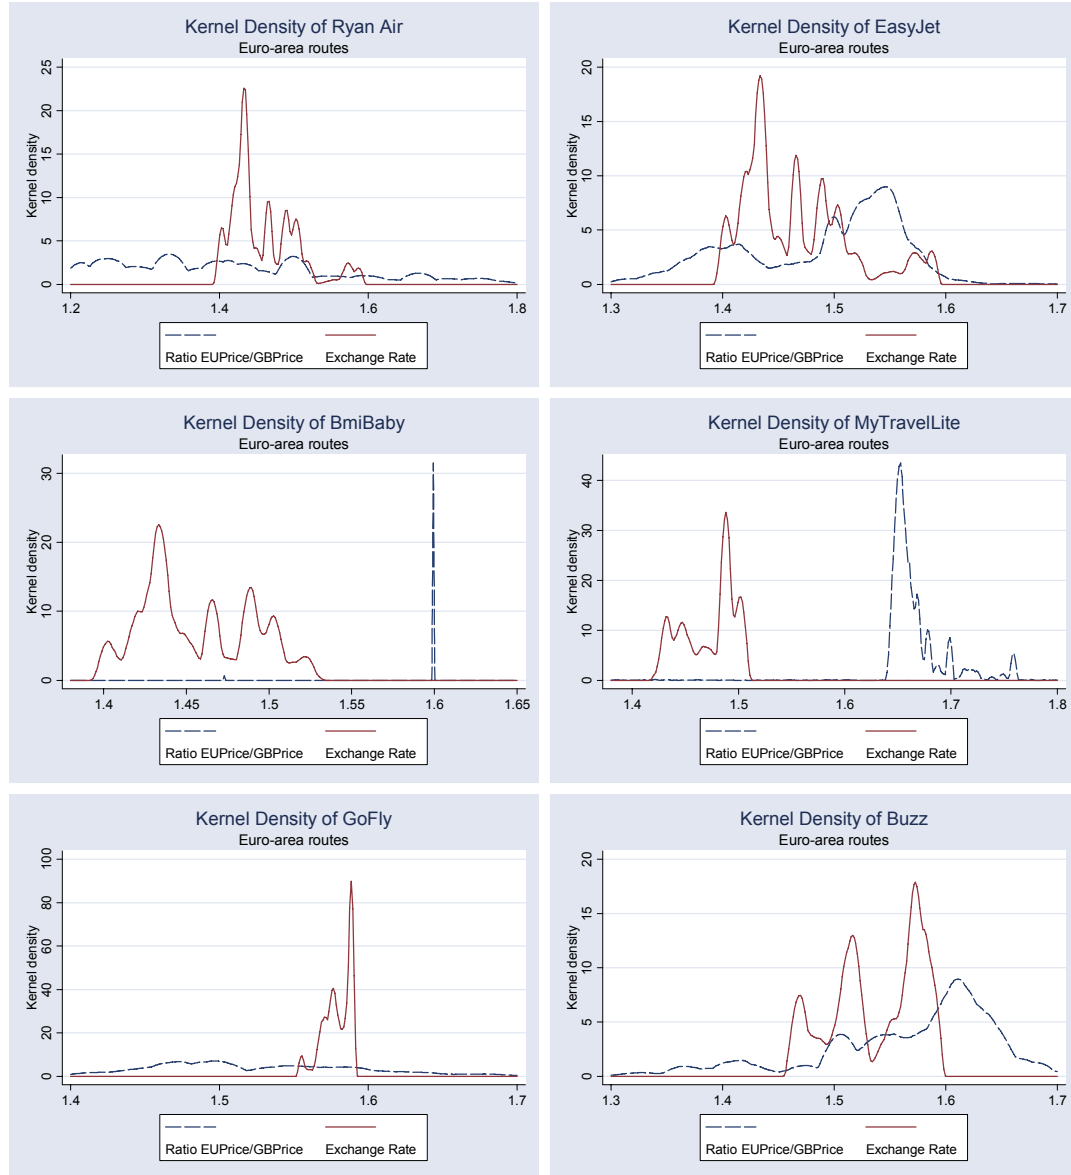 Kernel Density of Ryan Air
Euro-area routes
Kernel density
0 5 10 15 20 25
1.2 1.4 1.6 1.8
Ratio EUPrice/GBPrice Exchange Rate
Kernel Density of EasyJet
Euro-area routes
Kernel density
0 5 10 15 20
1.3 1.4 1.5 1.6 1.7
Ratio EUPrice/GBPrice Exchange Rate
Kernel Density of BmiBaby
Euro-area routes
Kernel density
0 10 20 30
1.4 1.45 1.5 1.55 1.6 1.65
Ratio EUPrice/GBPrice Exchange Rate
Kernel Density of MyTravelLite
Euro-area routes
Kernel density
0 10 20 30 40
1.4 1.5 1.6 1.7 1.8
Ratio EUPrice/GBPrice Exchange Rate
Kernel Density of GoFly
Euro-area routes
Kernel density
0 20 40 60 80 100
1.4 1.5 1.6 1.7
Ratio EUPrice/GBPrice Exchange Rate
Kernel Density of Buzz
Euro-area routes
Kernel density
0 5 10 15 20
1.3 1.4 1.5 1.6 1.7
Ratio EUPrice/GBPrice Exchange Rate